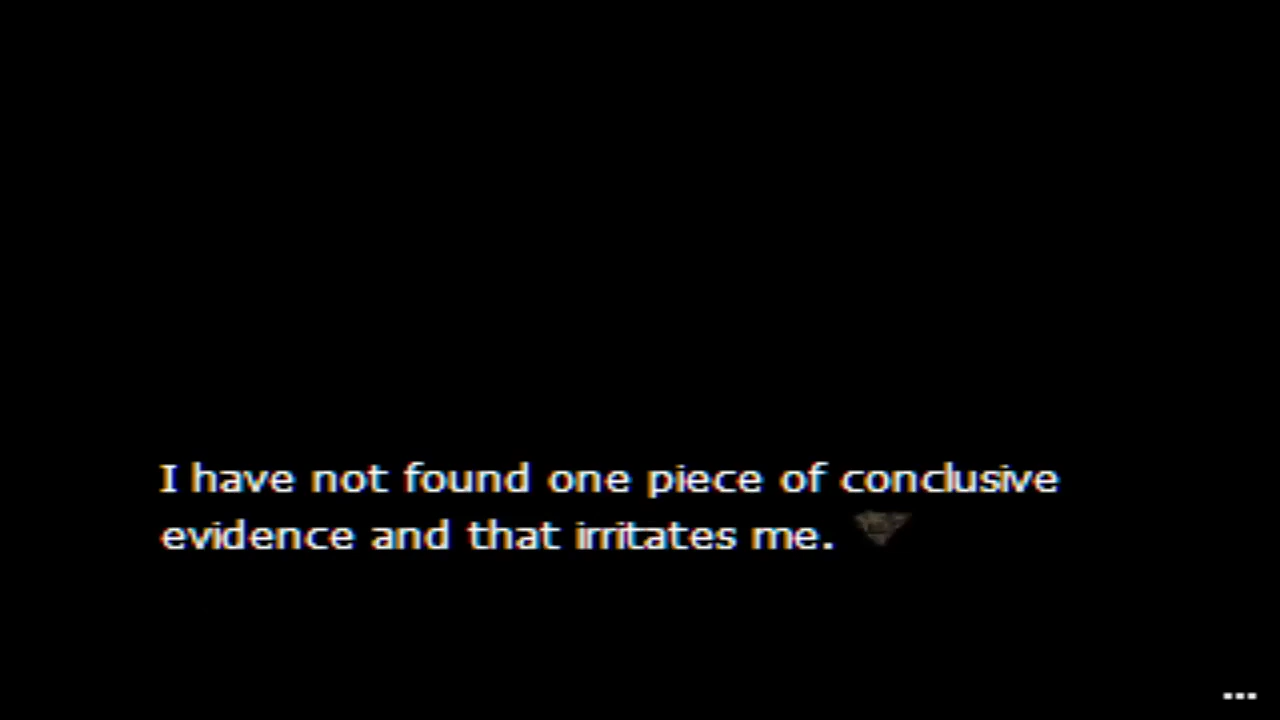 I have not found one piece of conclusive
evidence and that irritates me.
...